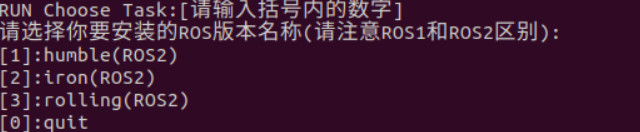 RUN Choose Task:[请输入括号内的数字]
请选择你要安装的ROS版本名称(请注意ROS1和ROS2区别):
[1]:humble(ROS2)
[2]:iron(ROS2)
[3]:rolling(ROS2)
[0]:quit